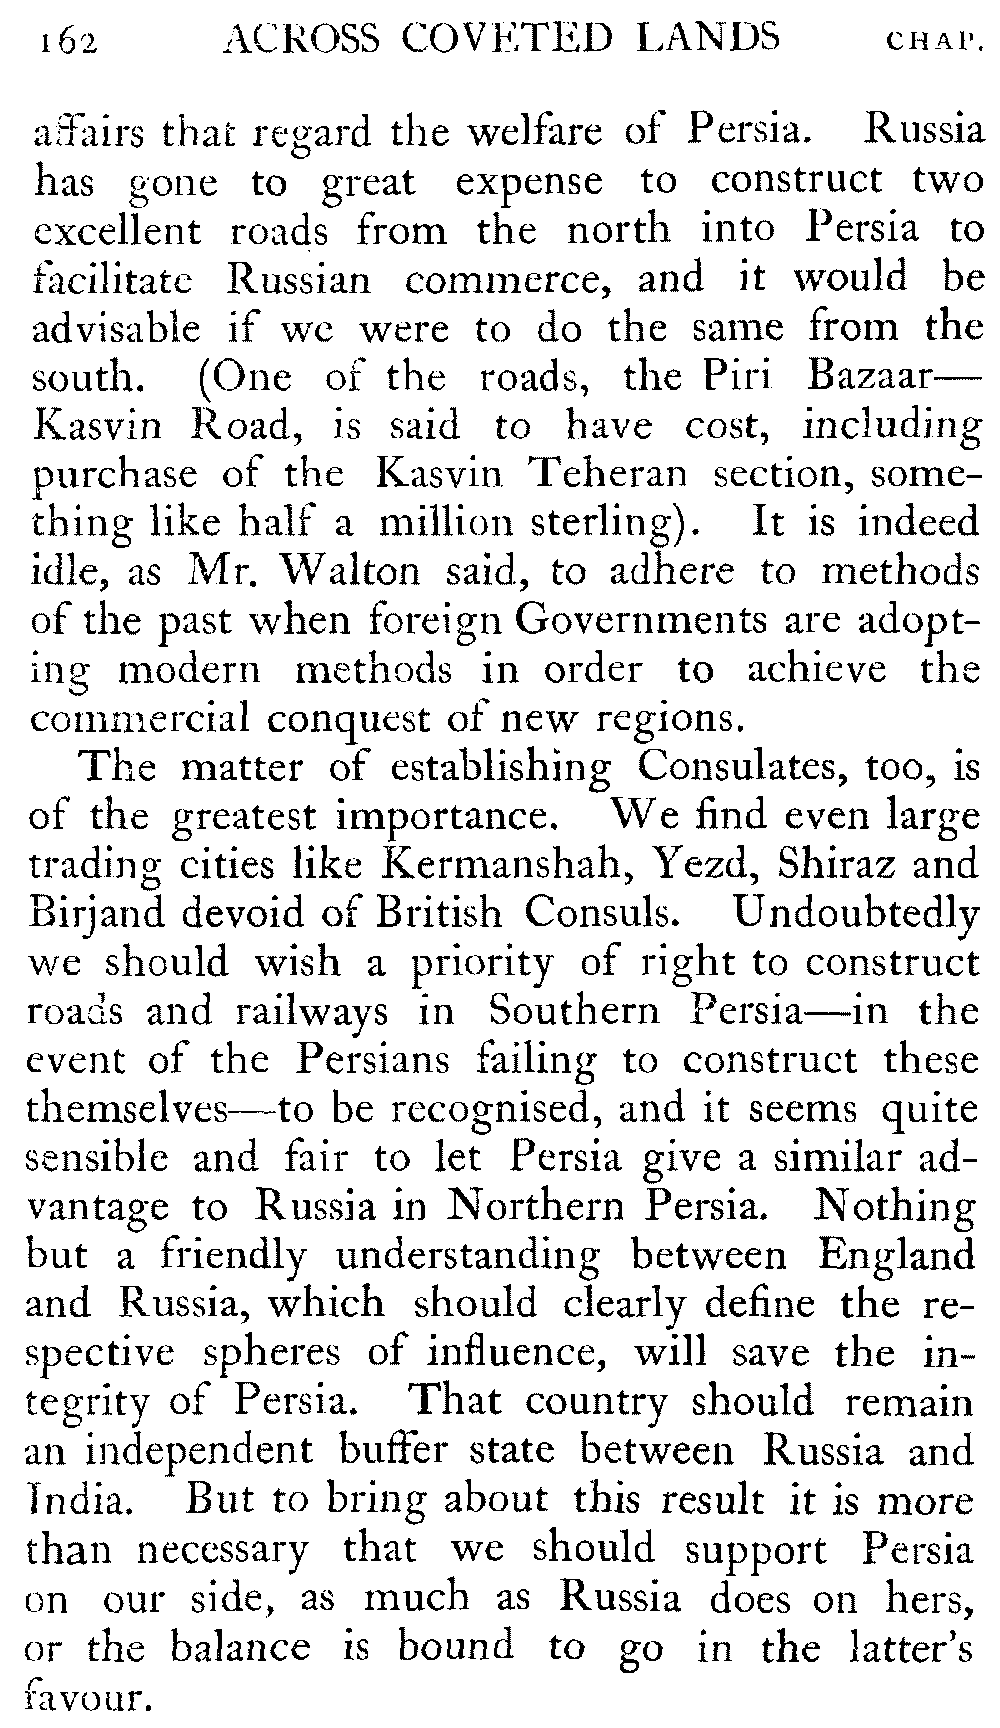 162 ACROSS COVETED LANDS CHAP.
affairs that regard the welfare of Persia. Russia
has gone to great expense to construct two
excellent roads from the north into Persia to
facilitate Russian commerce, and it would be
advisable if we were to do the same from the
south. (One of the roads, the Piri Bazaar—
Kasvin Road, is said to have cost, including
purchase of the Kasvin Teheran section, some-
thing like half a million sterling). It is indeed
idle, as Mr. Walton said, to adhere to methods
of the past when foreign Governments are adopt-
ing modern methods in order to achieve the
commercial conquest of new regions.
The matter of establishing Consulates, too, is
of the greatest importance. We find even large
trading cities like Kermanshah, Yezd, Shiraz and
Birjand devoid of British Consuls. Undoubtedly
we should wish a priority of right to construct
roads and railways in Southern Persia—in the
event of the Persians failing to construct these
themselves—to be recognised, and it seems quite
sensible and fair to let Persia give a similar ad-
vantage to Russia in Northern Persia. Nothing
but a friendly understanding between England
and Russia, which should clearly define the re-
spective spheres of influence, will save the in-
tegrity of Persia. That country should remain
an independent buffer state between Russia and
India. But to bring about this result it is more
than necessary that we should support Persia
on our side, as much as Russia does on hers,
or the balance is bound to go in the latter's
favour.